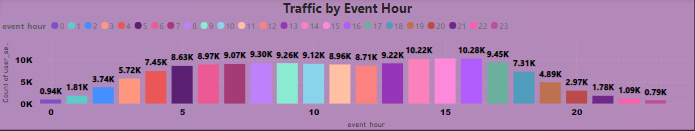 Traffic by Event Hour
event hour 0 1 2 3 4 5 6 7 8 9 10 11 12 13 14 15 16 17 18 19 20 21 22 23
Count of user_se...
10K
5K
0K
0.94K 1.81K 3.74K 5.72K 7.45K 8.63K 8.97K 9.07K 9.30K 9.26K 9.12K 8.96K 8.71K 9.22K 10.22K 10.28K 9.45K 7.31K 4.89K 2.97K 1.78K 1.09K 0.79K
0 5 10 15 20
event hour